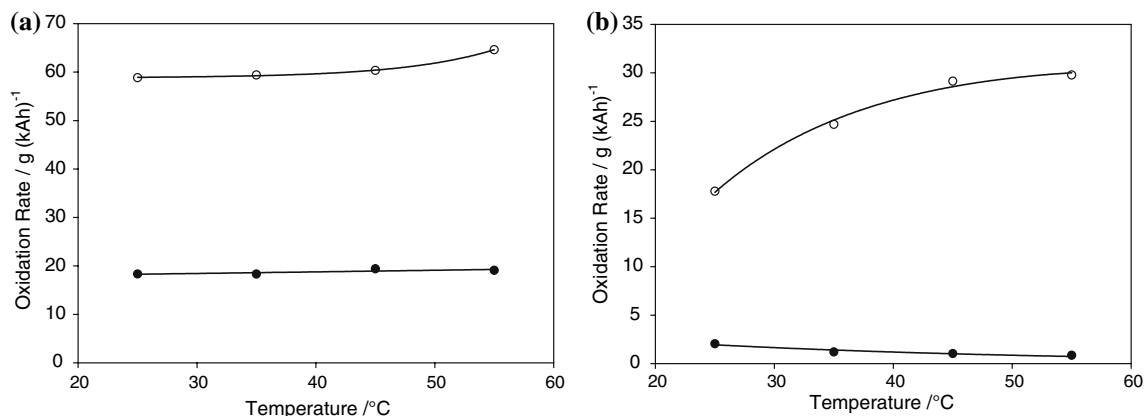 (a)
70
60
50
40
30
20
10
0
Oxidation Rate / g (kAh)⁻¹
20 30 40 50 60
Temperature /°C
(b)
35
30
25
20
15
10
5
0
Oxidation Rate / g (kAh)⁻¹
20 30 40 50 60
Temperature /°C